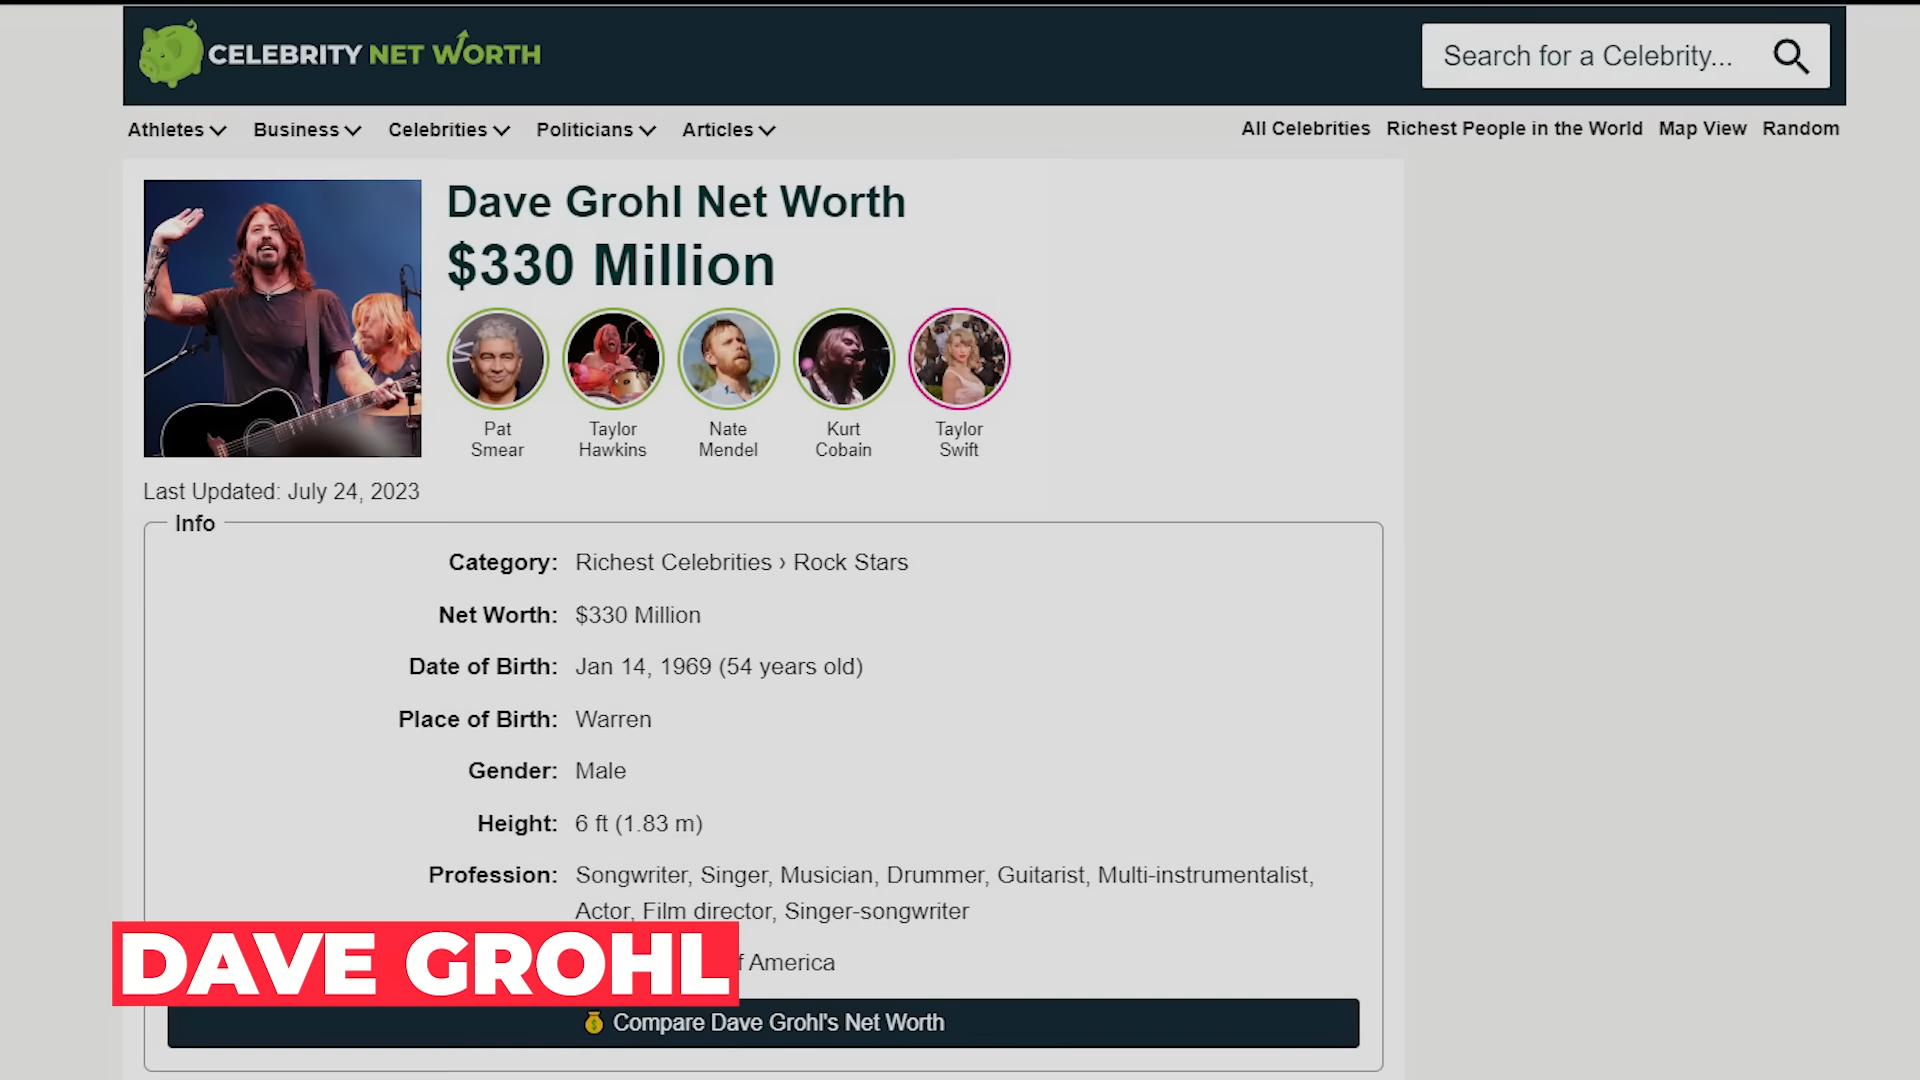 CELEBRITY NET WORTH
Search for a Celebrity...
Athletes Business Celebrities Politicians Articles
All Celebrities Richest People in the World Map View Random
Dave Grohl Net Worth
$330 Million
Pat Smear
Taylor Hawkins
Nate Mendel
Kurt Cobain
Taylor Swift
Last Updated: July 24, 2023
Info
Category: Richest Celebrities › Rock Stars
Net Worth: $330 Million
Date of Birth: Jan 14, 1969 (54 years old)
Place of Birth: Warren
Gender: Male
Height: 6 ft (1.83 m)
Profession: Songwriter, Singer, Musician, Drummer, Guitarist, Multi-instrumentalist,
Actor, Film director, Singer-songwriter
DAVE GROHL
f America
💰 Compare Dave Grohl's Net Worth